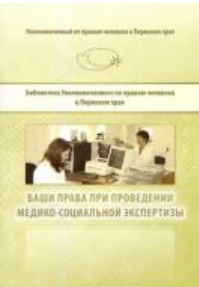 Уполномоченный по правам человека в Пермском крае
Библиотека Уполномоченного по правам человека
в Пермском крае
ВАШИ ПРАВА ПРИ ПРОВЕДЕНИИ
МЕДИКО-СОЦИАЛЬНОЙ ЭКСПЕРТИЗЫ